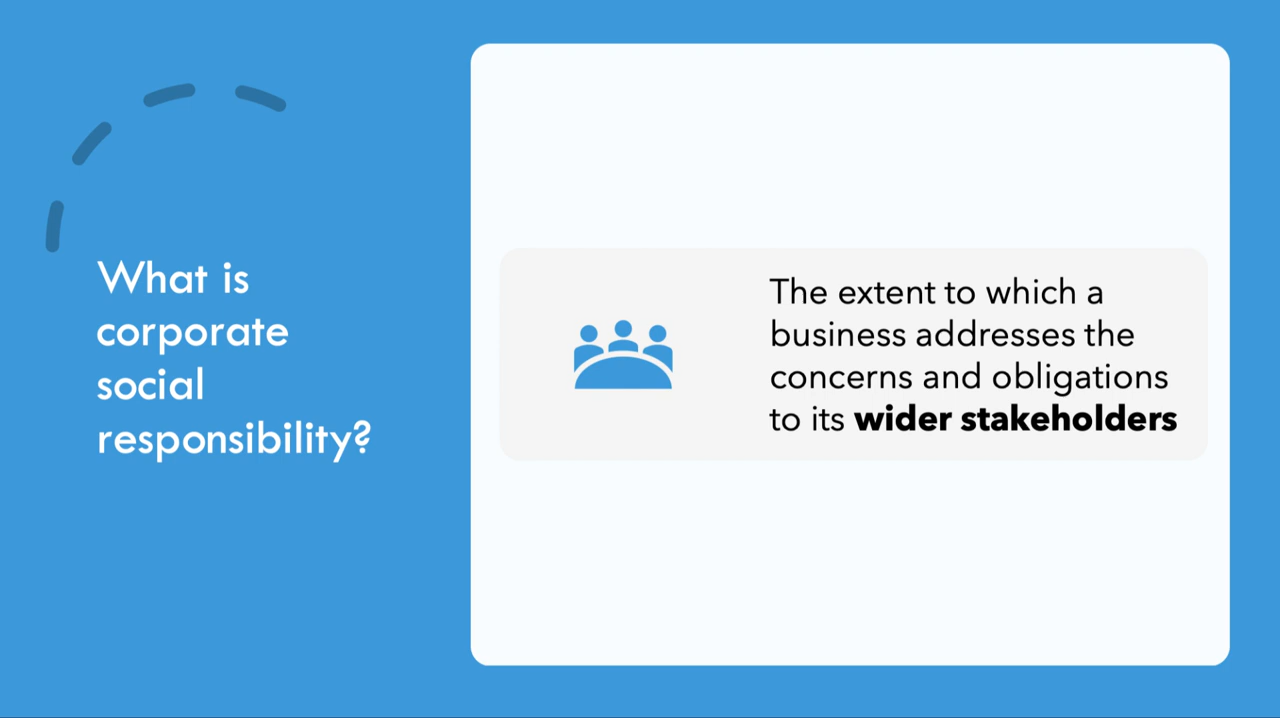 What is
corporate
social
responsibility?
The extent to which a
business addresses the
concerns and obligations
to its wider stakeholders